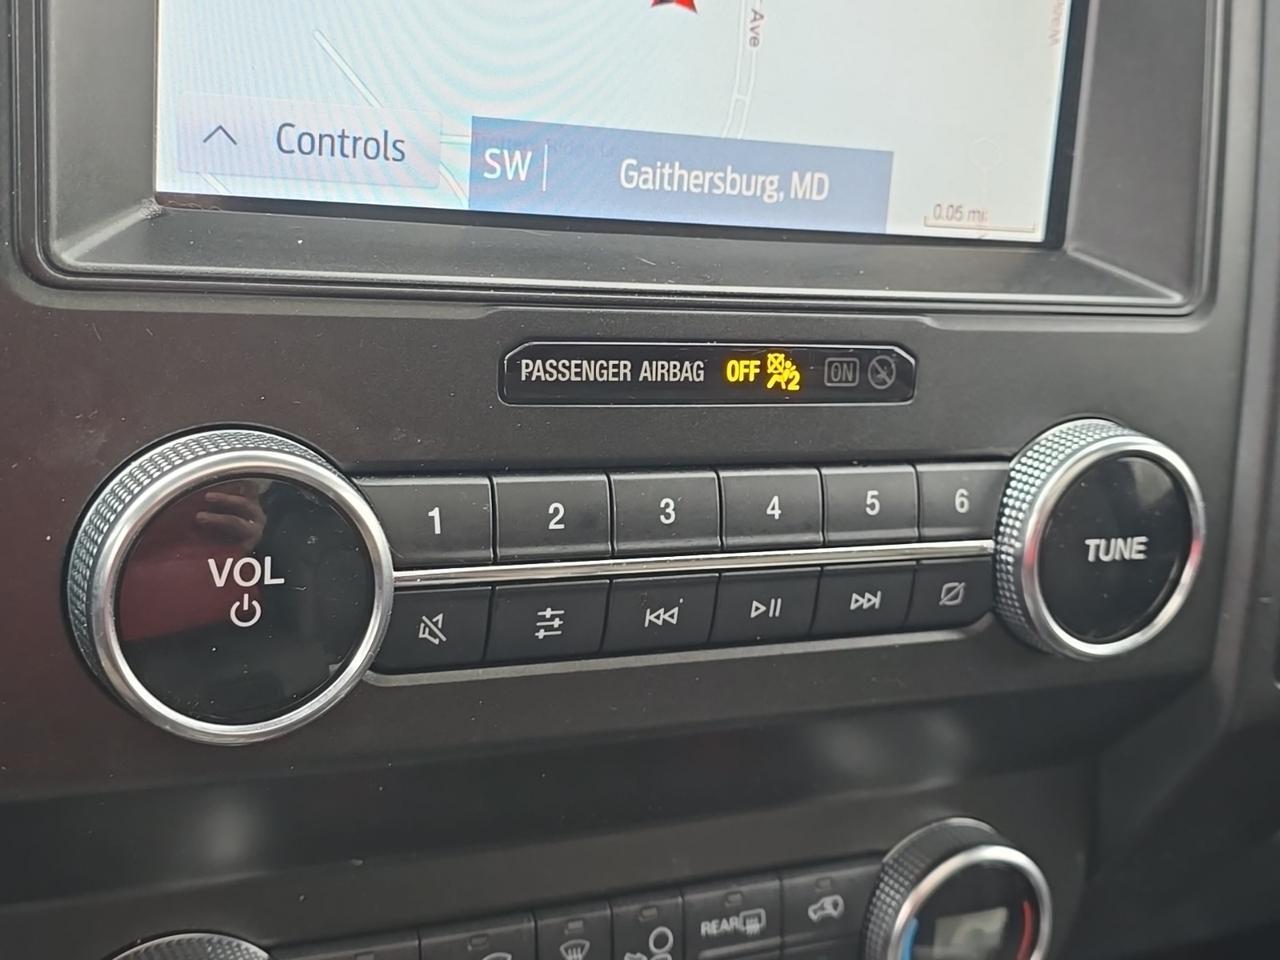 Ave
Controls
SW
Gaithersburg, MD
0.05 mi
PASSENGER AIRBAG OFF 2 ON
1 2 3 4 5 6
VOL
TUNE
REAR